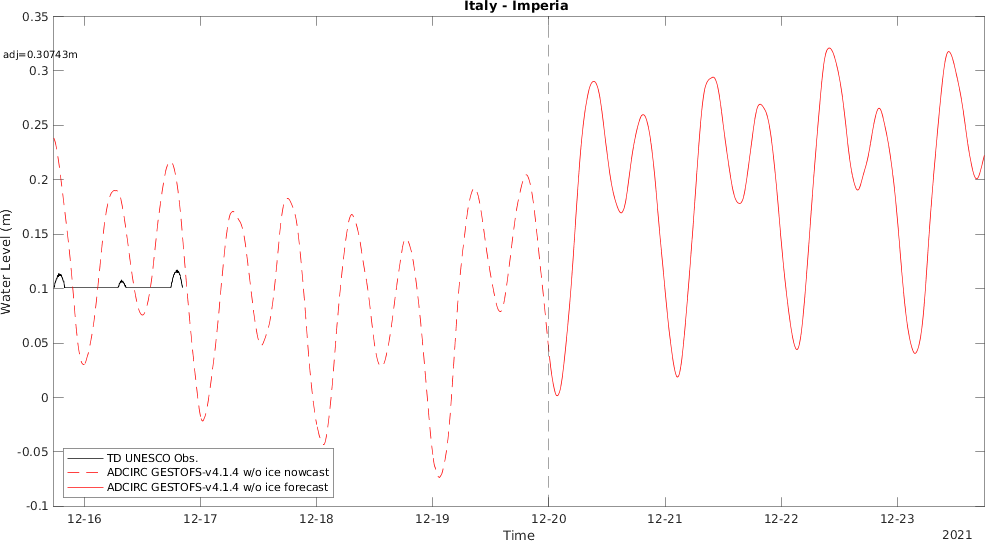 Italy - Imperia
adj=0.30743m
0.35
0.3
0.25
0.2
0.15
0.1
0.05
0
-0.05
-0.1
Water Level (m)
TD UNESCO Obs.
ADCIRC GESTOFS-v4.1.4 w/o ice nowcast
ADCIRC GESTOFS-v4.1.4 w/o ice forecast
12-16 12-17 12-18 12-19 12-20 12-21 12-22 12-23
Time
2021